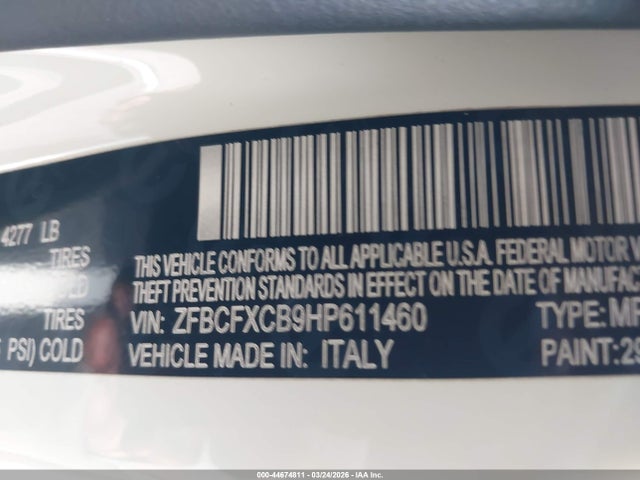 4277 LB
TIRES
TIRES
PSI) COLD
THIS VEHICLE CONFORMS TO ALL APPLICABLE U.S.A. FEDERAL MOTOR
THEFT PREVENTION STANDARDS IN EFFECT ON THE DATE OF MANUFAC
VIN: ZFBCFXCB9HP611460 TYPE: MP
VEHICLE MADE IN: ITALY PAINT: 29
000-44674811 - 03/24/2026 - IAA Inc.